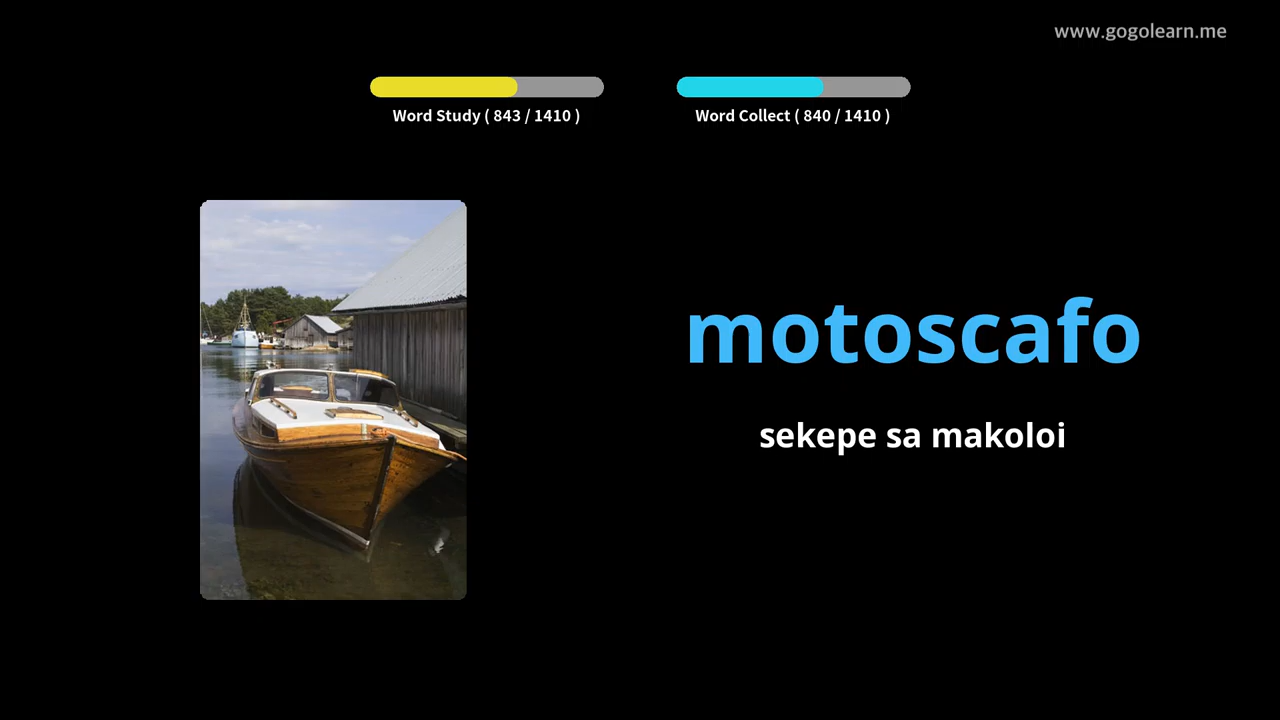 www.gogolearn.me
Word Study ( 843 / 1410 )
Word Collect ( 840 / 1410 )
motoscafo
sekepe sa makoloi